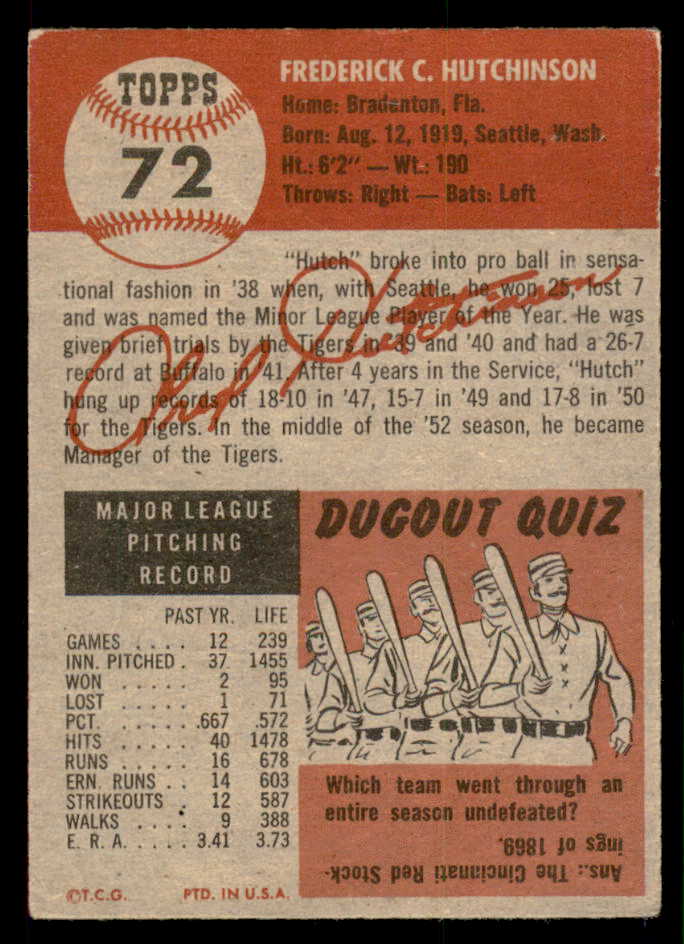 TOPPS
72
FREDERICK C. HUTCHINSON
Home: Bradenton, Fla.
Born: Aug. 12, 1919, Seattle, Wash.
Ht.: 6'2" — Wt.: 190
Throws: Right — Bats: Left
"Hutch" broke into pro ball in sensa-
tional fashion in '38 when, with Seattle, he won 25, lost 7
and was named the Minor League Player of the Year. He was
given brief trials by the Tigers in '39 and '40 and had a 26-7
record at Buffalo in '41. After 4 years in the Service, "Hutch"
hung up records of 18-10 in '47, 15-7 in '49 and 17-8 in '50
for the Tigers. In the middle of the '52 season, he became
Manager of the Tigers.
Fred Hutchinson
MAJOR LEAGUE
PITCHING
RECORD
PAST YR. LIFE
GAMES . . . . 12 239
INN. PITCHED . 37 1455
WON . . . . . 2 95
LOST . . . . . 1 71
PCT. . . . . . .667 .572
HITS . . . . . 40 1478
RUNS . . . . . 16 678
ERN. RUNS . . 14 603
STRIKEOUTS . 12 587
WALKS . . . . 9 388
E. R. A. . . . . . 3.41 3.73
©T.C.G. PTD. IN U.S.A.
DUGOUT QUIZ
Which team went through an
entire season undefeated?
Ans.: The Cincinnati Red Stock-
ings of 1869.